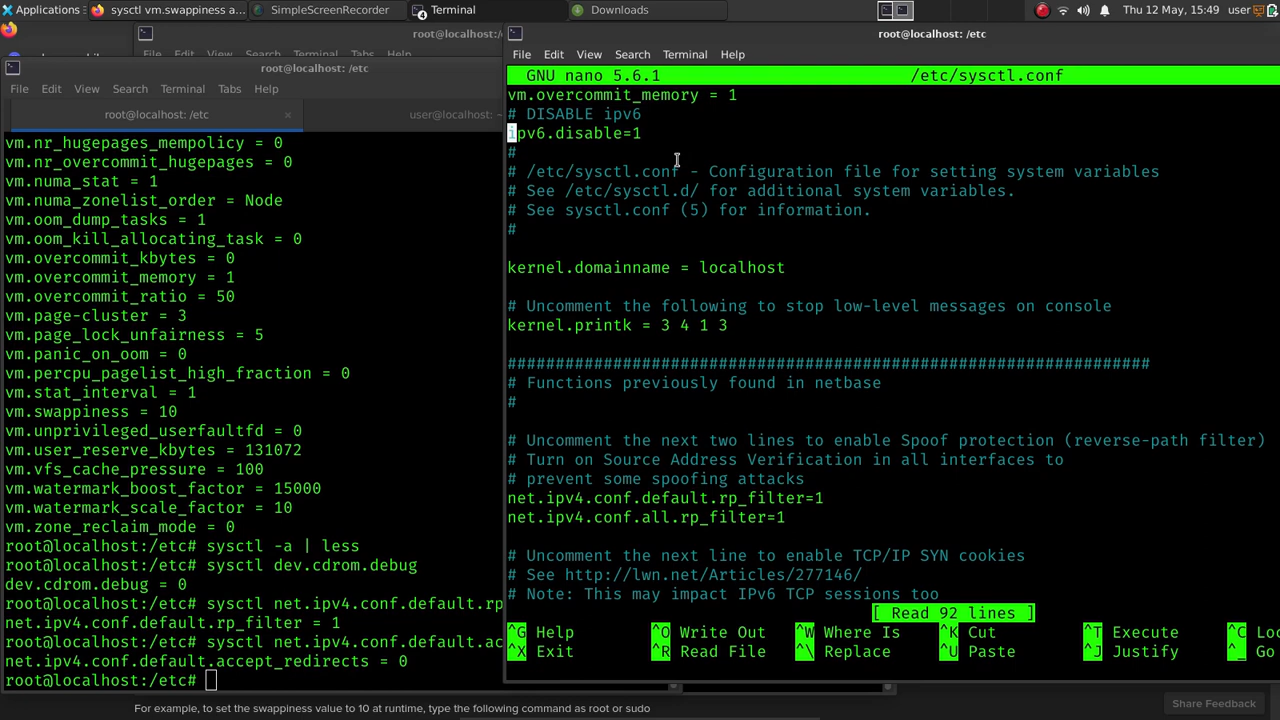 Applications
sysctl vm.swappiness a...
SimpleScreenRecorder
4
Terminal
Downloads
Thu 12 May, 15:49
user
root@localhost: /etc
File Edit View Search Terminal Tabs Help
root@localhost: /etc
File Edit View Search Terminal Tabs Help
root@localhost: /etc ×
user@localhost: ~
vm.nr_hugepages_mempolicy = 0
vm.nr_overcommit_hugepages = 0
vm.numa_stat = 1
vm.numa_zonelist_order = Node
vm.oom_dump_tasks = 1
vm.oom_kill_allocating_task = 0
vm.overcommit_kbytes = 0
vm.overcommit_memory = 1
vm.overcommit_ratio = 50
vm.page-cluster = 3
vm.page_lock_unfairness = 5
vm.panic_on_oom = 0
vm.percpu_pagelist_high_fraction = 0
vm.stat_interval = 1
vm.swappiness = 10
vm.unprivileged_userfaultfd = 0
vm.user_reserve_kbytes = 131072
vm.vfs_cache_pressure = 100
vm.watermark_boost_factor = 15000
vm.watermark_scale_factor = 10
vm.zone_reclaim_mode = 0
root@localhost:/etc# sysctl -a | less
root@localhost:/etc# sysctl dev.cdrom.debug
dev.cdrom.debug = 0
root@localhost:/etc# sysctl net.ipv4.conf.default.rp
net.ipv4.conf.default.rp_filter = 1
root@localhost:/etc# sysctl net.ipv4.conf.default.ac
net.ipv4.conf.default.accept_redirects = 0
root@localhost:/etc#
root@localhost: /etc
File Edit View Search Terminal Help
GNU nano 5.6.1 /etc/sysctl.conf
vm.overcommit_memory = 1
# DISABLE ipv6
ipv6.disable=1
#
# /etc/sysctl.conf - Configuration file for setting system variables
# See /etc/sysctl.d/ for additional system variables.
# See sysctl.conf (5) for information.
#
kernel.domainname = localhost
# Uncomment the following to stop low-level messages on console
kernel.printk = 3 4 1 3
###################################################################
# Functions previously found in netbase
#
# Uncomment the next two lines to enable Spoof protection (reverse-path filter)
# Turn on Source Address Verification in all interfaces to
# prevent some spoofing attacks
net.ipv4.conf.default.rp_filter=1
net.ipv4.conf.all.rp_filter=1
# Uncomment the next line to enable TCP/IP SYN cookies
# See http://lwn.net/Articles/277146/
# Note: This may impact IPv6 TCP sessions too
[ Read 92 lines ]
^G Help ^O Write Out ^W Where Is ^K Cut ^T Execute ^C Loc
^X Exit ^R Read File ^\ Replace ^U Paste ^J Justify ^_ Go
For example, to set the swappiness value to 10 at runtime, type the following command as root or sudo
Share Feedback